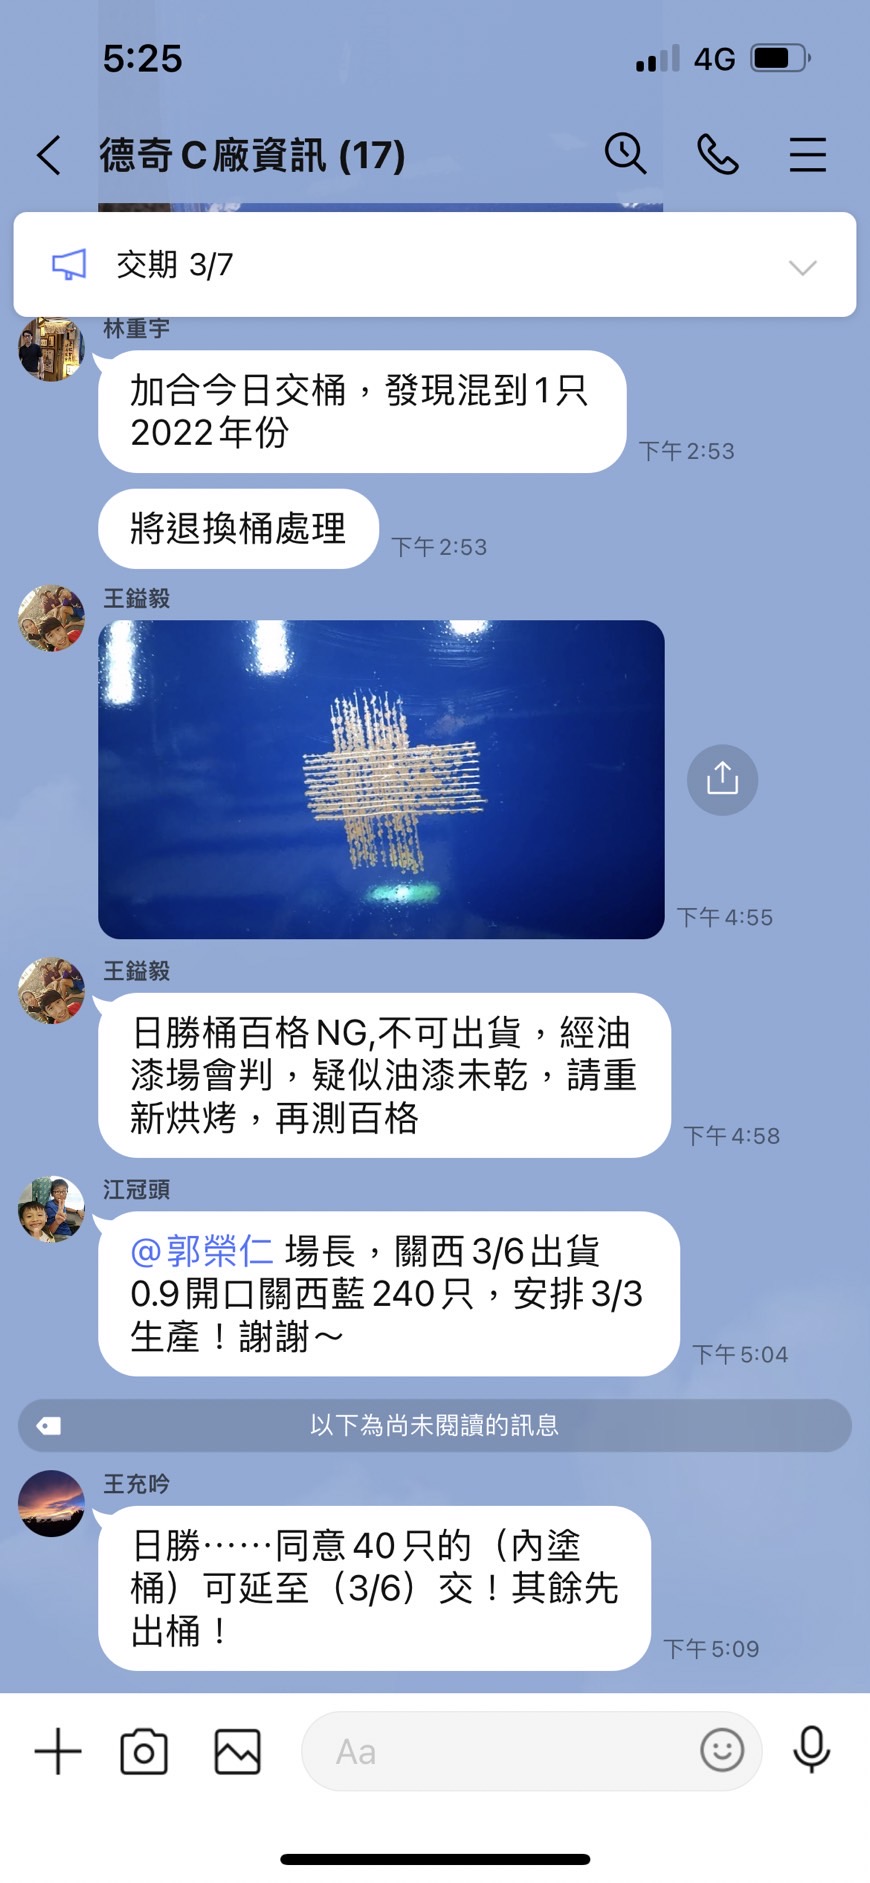 5:25
4G
德奇C廠資訊 (17)
交期 3/7
林重宇
加合今日交桶，發現混到1只
2022年份
下午2:53
將退換桶處理
下午2:53
王鎰毅
下午4:55
王鎰毅
日勝桶百格NG,不可出貨，經油
漆場會判，疑似油漆未乾，請重
新烘烤，再測百格
下午4:58
江冠頭
@郭榮仁 場長，關西3/6出貨
0.9開口關西藍240只，安排3/3
生產！謝謝～
下午5:04
以下為尚未閱讀的訊息
王充吟
日勝⋯⋯同意40只的（內塗
桶）可延至（3/6）交！其餘先
出桶！
下午5:09
Aa